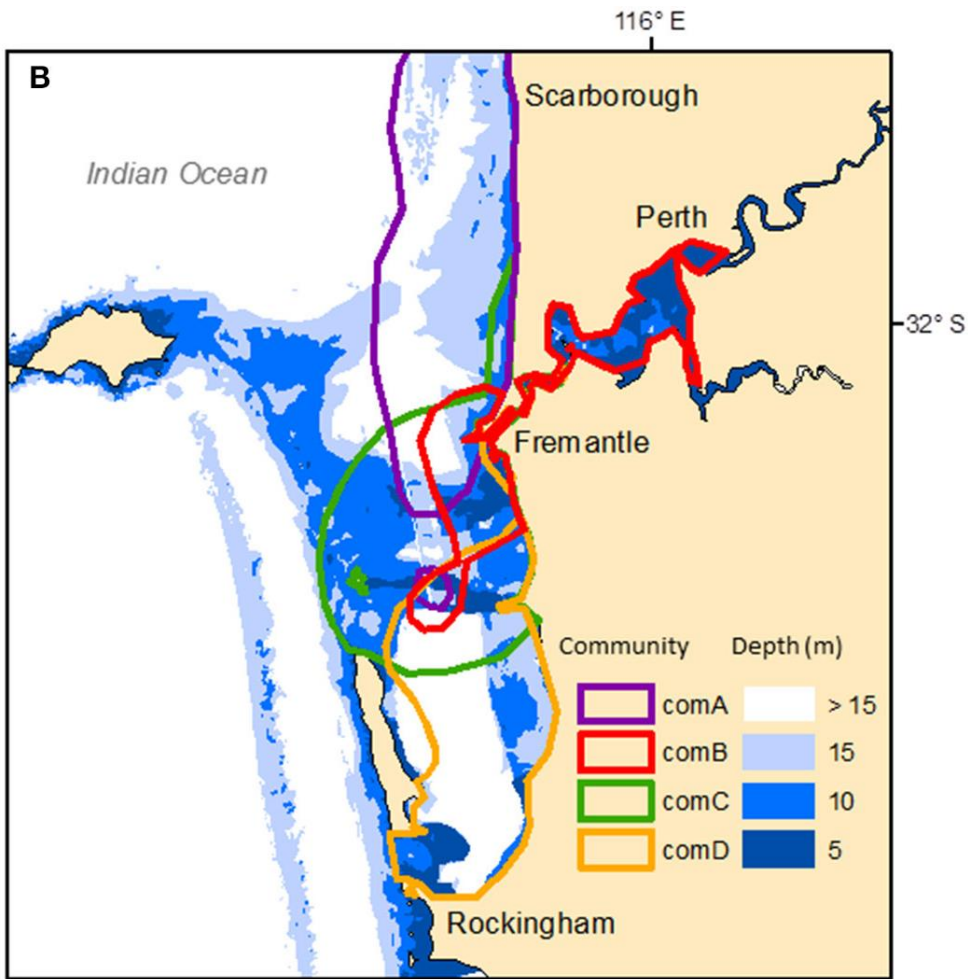 116° E
B
Scarborough
Indian Ocean
Perth
32° S
Fremantle
Community Depth (m)
comA > 15
comB 15
comC 10
comD 5
Rockingham